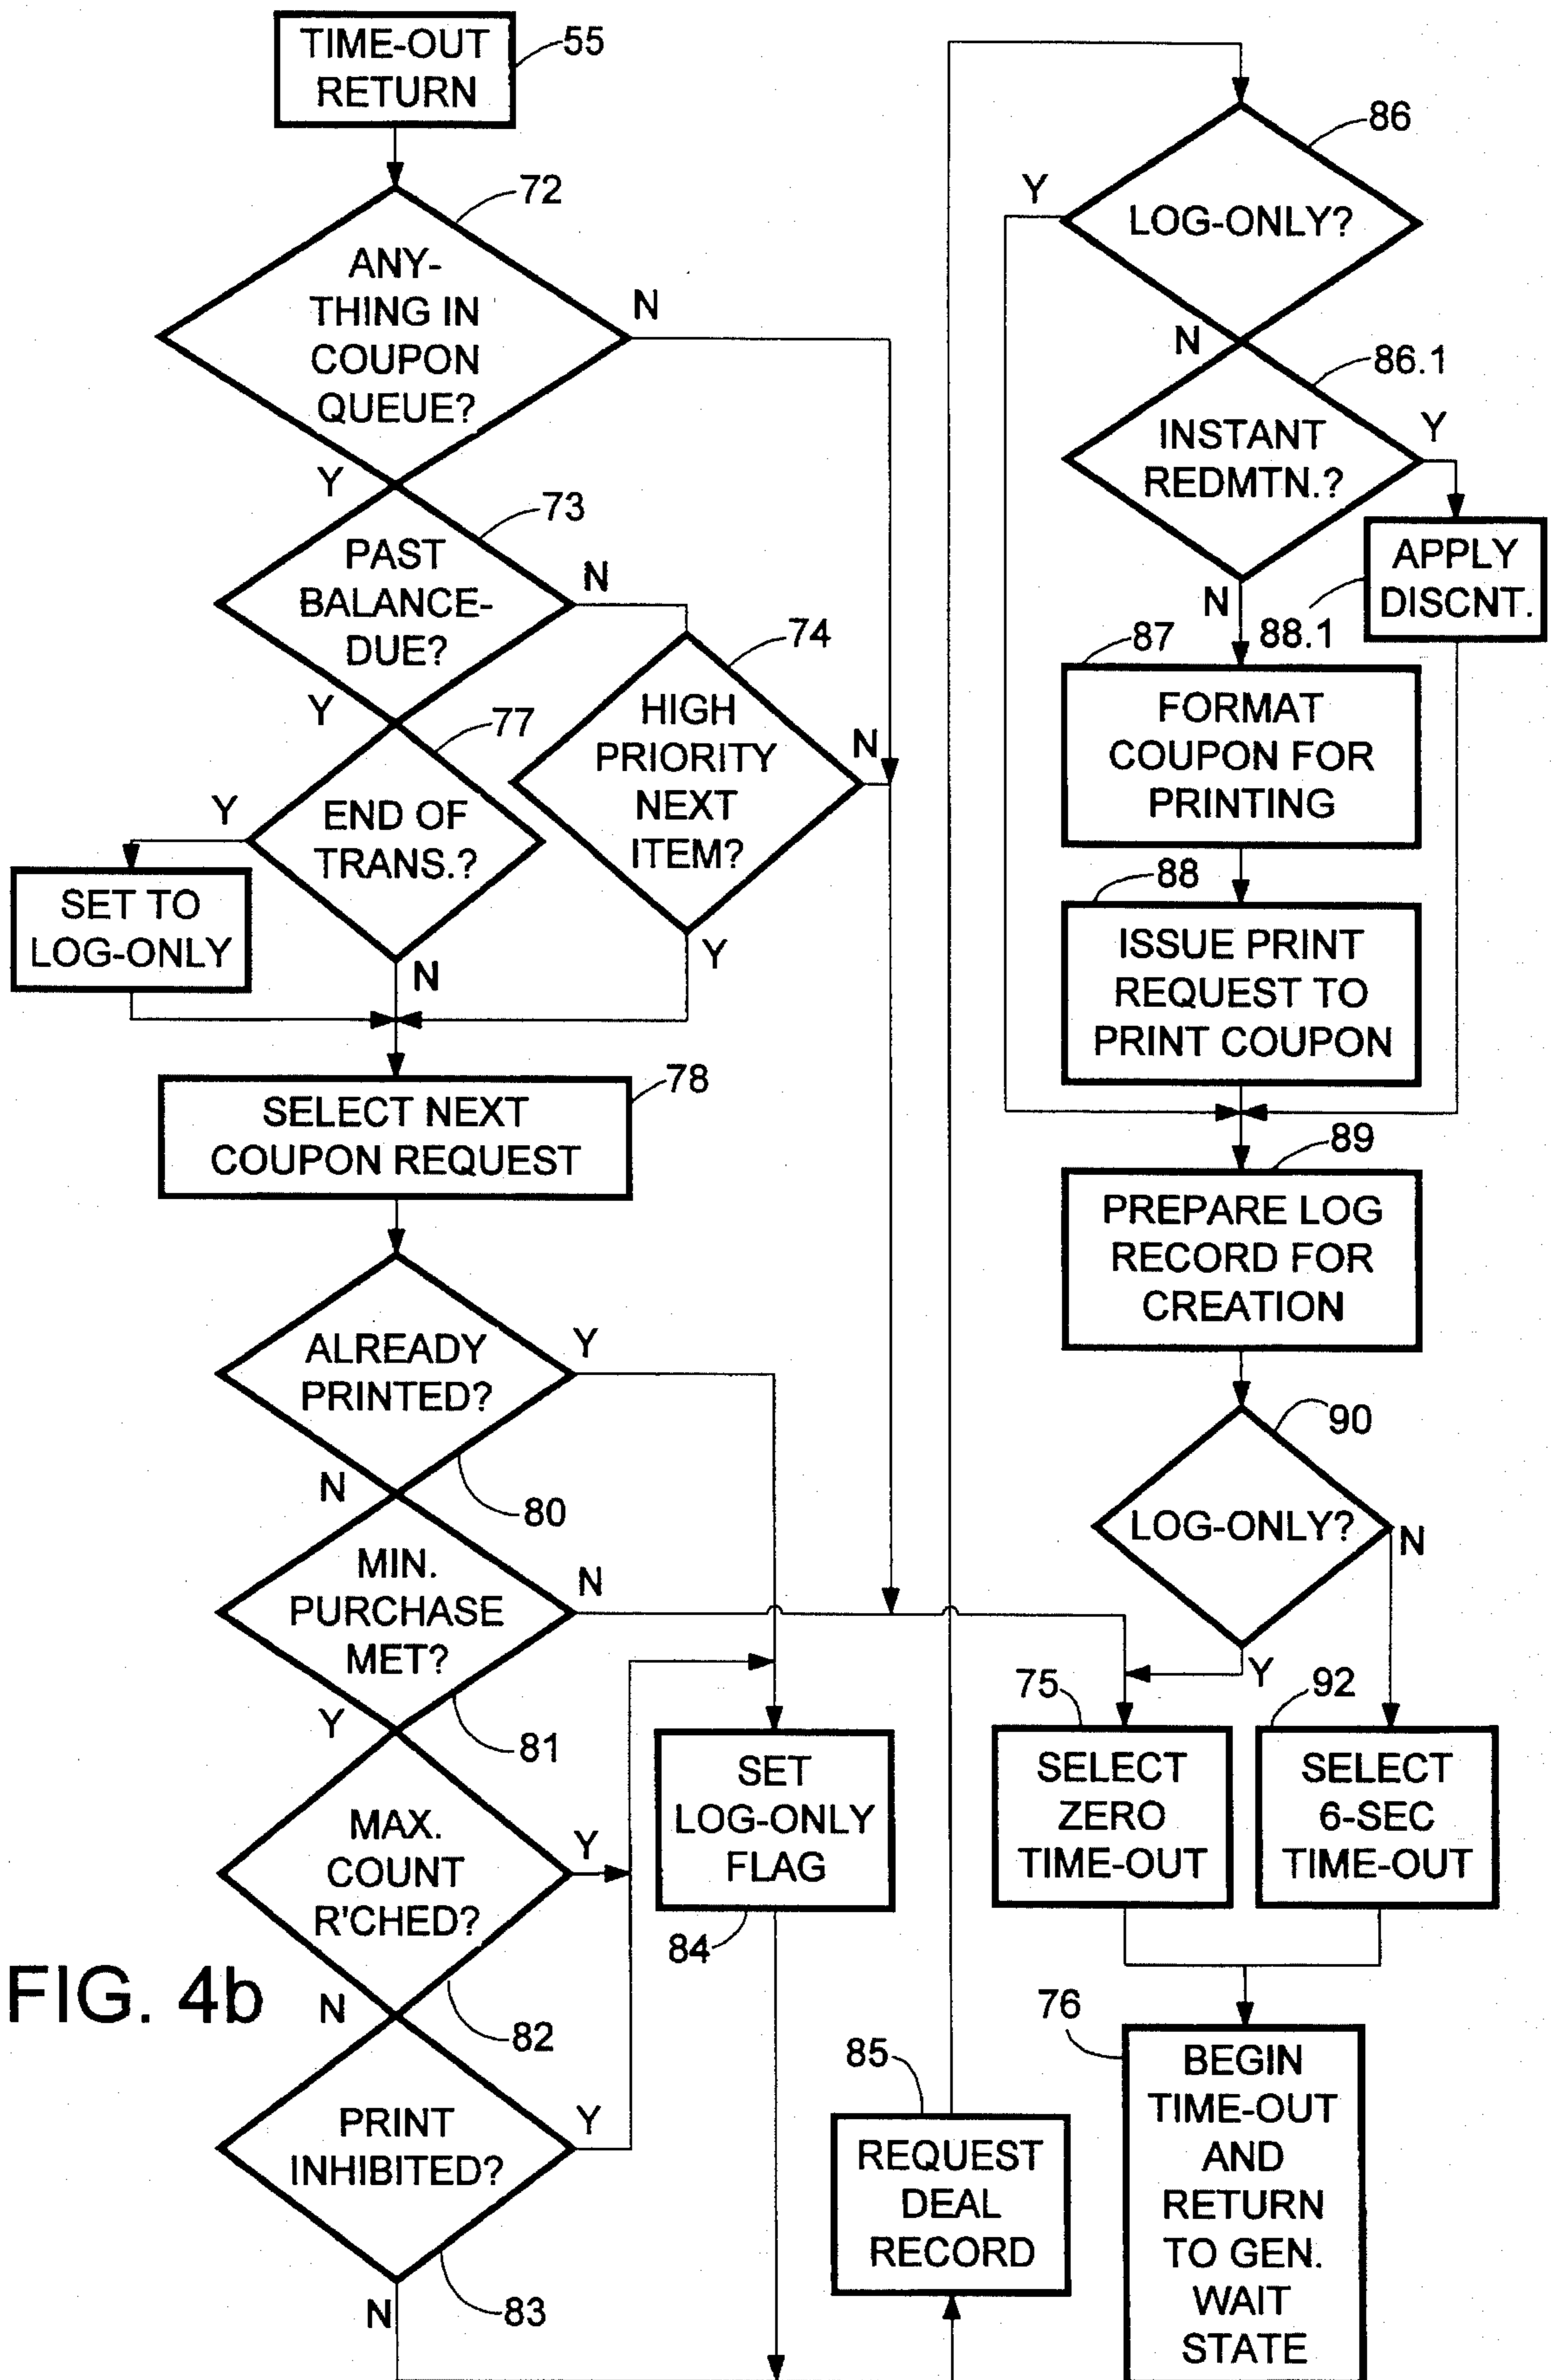 TIME-OUT
RETURN
55
72
ANY-
THING IN
COUPON
QUEUE?
N
Y
73
PAST
BALANCE-
DUE?
N
Y
74
HIGH
PRIORITY
NEXT
ITEM?
N
Y
77
END OF
TRANS.?
Y
N
SET TO
LOG-ONLY
78
SELECT NEXT
COUPON REQUEST
ALREADY
PRINTED?
Y
N
80
MIN.
PURCHASE
MET?
N
Y
81
MAX.
COUNT
R'CHED?
Y
N
82
PRINT
INHIBITED?
Y
N
83
SET
LOG-ONLY
FLAG
84
85
REQUEST
DEAL
RECORD
86
LOG-ONLY?
Y
N
86.1
INSTANT
REDMTN.?
Y
N
APPLY
DISCNT.
88.1
87
FORMAT
COUPON FOR
PRINTING
88
ISSUE PRINT
REQUEST TO
PRINT COUPON
89
PREPARE LOG
RECORD FOR
CREATION
90
LOG-ONLY?
N
Y
75
SELECT
ZERO
TIME-OUT
92
SELECT
6-SEC
TIME-OUT
76
BEGIN
TIME-OUT
AND
RETURN
TO GEN.
WAIT
STATE
FIG. 4b